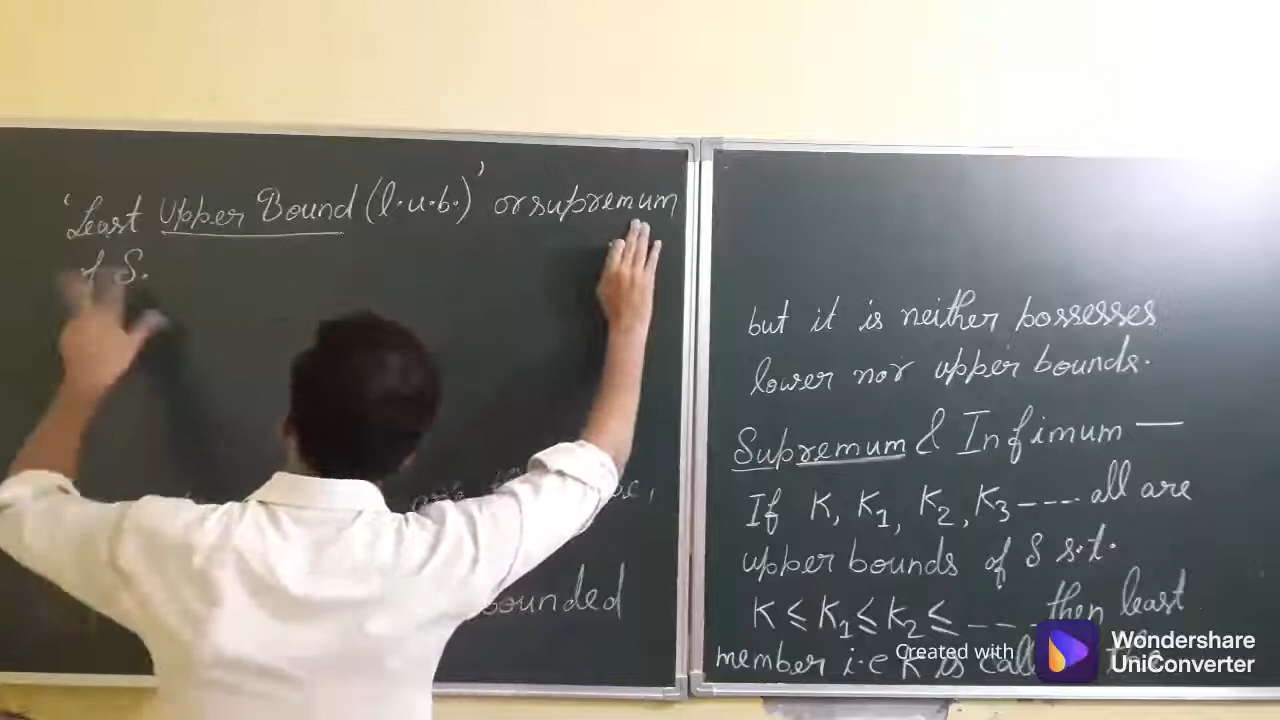 'Least Upper Bound (l.u.b.)' or supremum
of S.
bounded
but it is neither possesses
lower nor upper bounds.
Supremum & Infimum —
If K, K₁, K₂, K₃ ---- all are
upper bounds of S s.t.
K ≤ K₁ ≤ K₂ ≤ ---- then least
member i.e K is
Created with
Wondershare
UniConverter